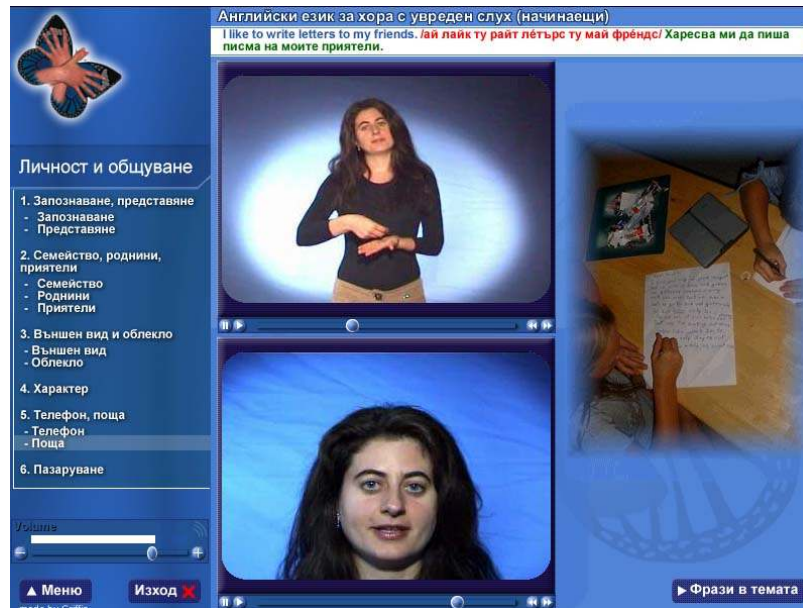 Английски език за хора с увреден слух (начинаещи)
I like to write letters to my friends. /ай лайк ту райт лéтърс ту май фрéндс/ Харесва ми да пиша
писма на моите приятели.
Личност и общуване
1. Запознаване, представяне
- Запознаване
- Представяне
2. Семейство, роднини,
приятели
- Семейство
- Роднини
- Приятели
3. Външен вид и облекло
- Външен вид
- Облекло
4. Характер
5. Телефон, поща
- Телефон
- Поща
6. Пазаруване
Volume
Меню
Изход
Фрази в темата